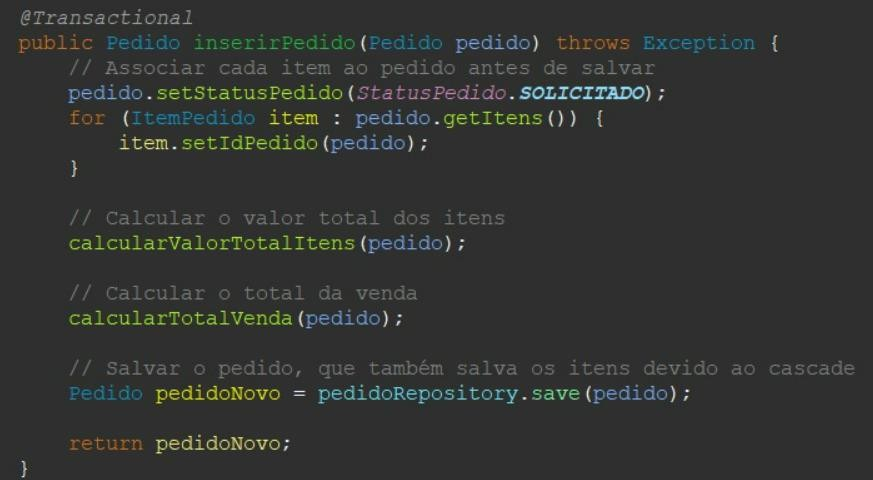 @Transactional
public Pedido inserirPedido(Pedido pedido) throws Exception {
    // Associar cada item ao pedido antes de salvar
    pedido.setStatusPedido(StatusPedido.SOLICITADO);
    for (ItemPedido item : pedido.getItens()) {
        item.setIdPedido(pedido);
    }

    // Calcular o valor total dos itens
    calcularValorTotalItens(pedido);

    // Calcular o total da venda
    calcularTotalVenda(pedido);

    // Salvar o pedido, que também salva os itens devido ao cascade
    Pedido pedidoNovo = pedidoRepository.save(pedido);

    return pedidoNovo;
}